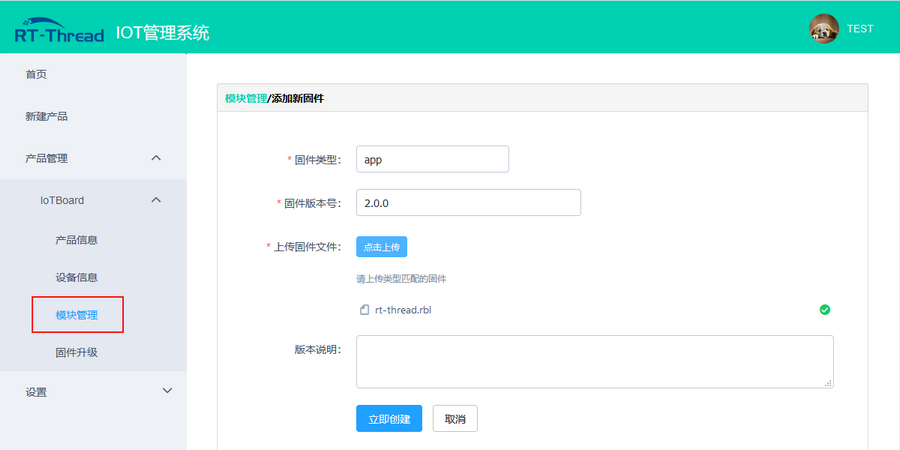 RT-Thread IOT管理系统
TEST
首页
新建产品
产品管理
IoTBoard
产品信息
设备信息
模块管理
固件升级
设置
模块管理/添加新固件
* 固件类型： app
* 固件版本号： 2.0.0
* 上传固件文件： 点击上传
请上传类型匹配的固件
rt-thread.rbl
版本说明：
立即创建 取消